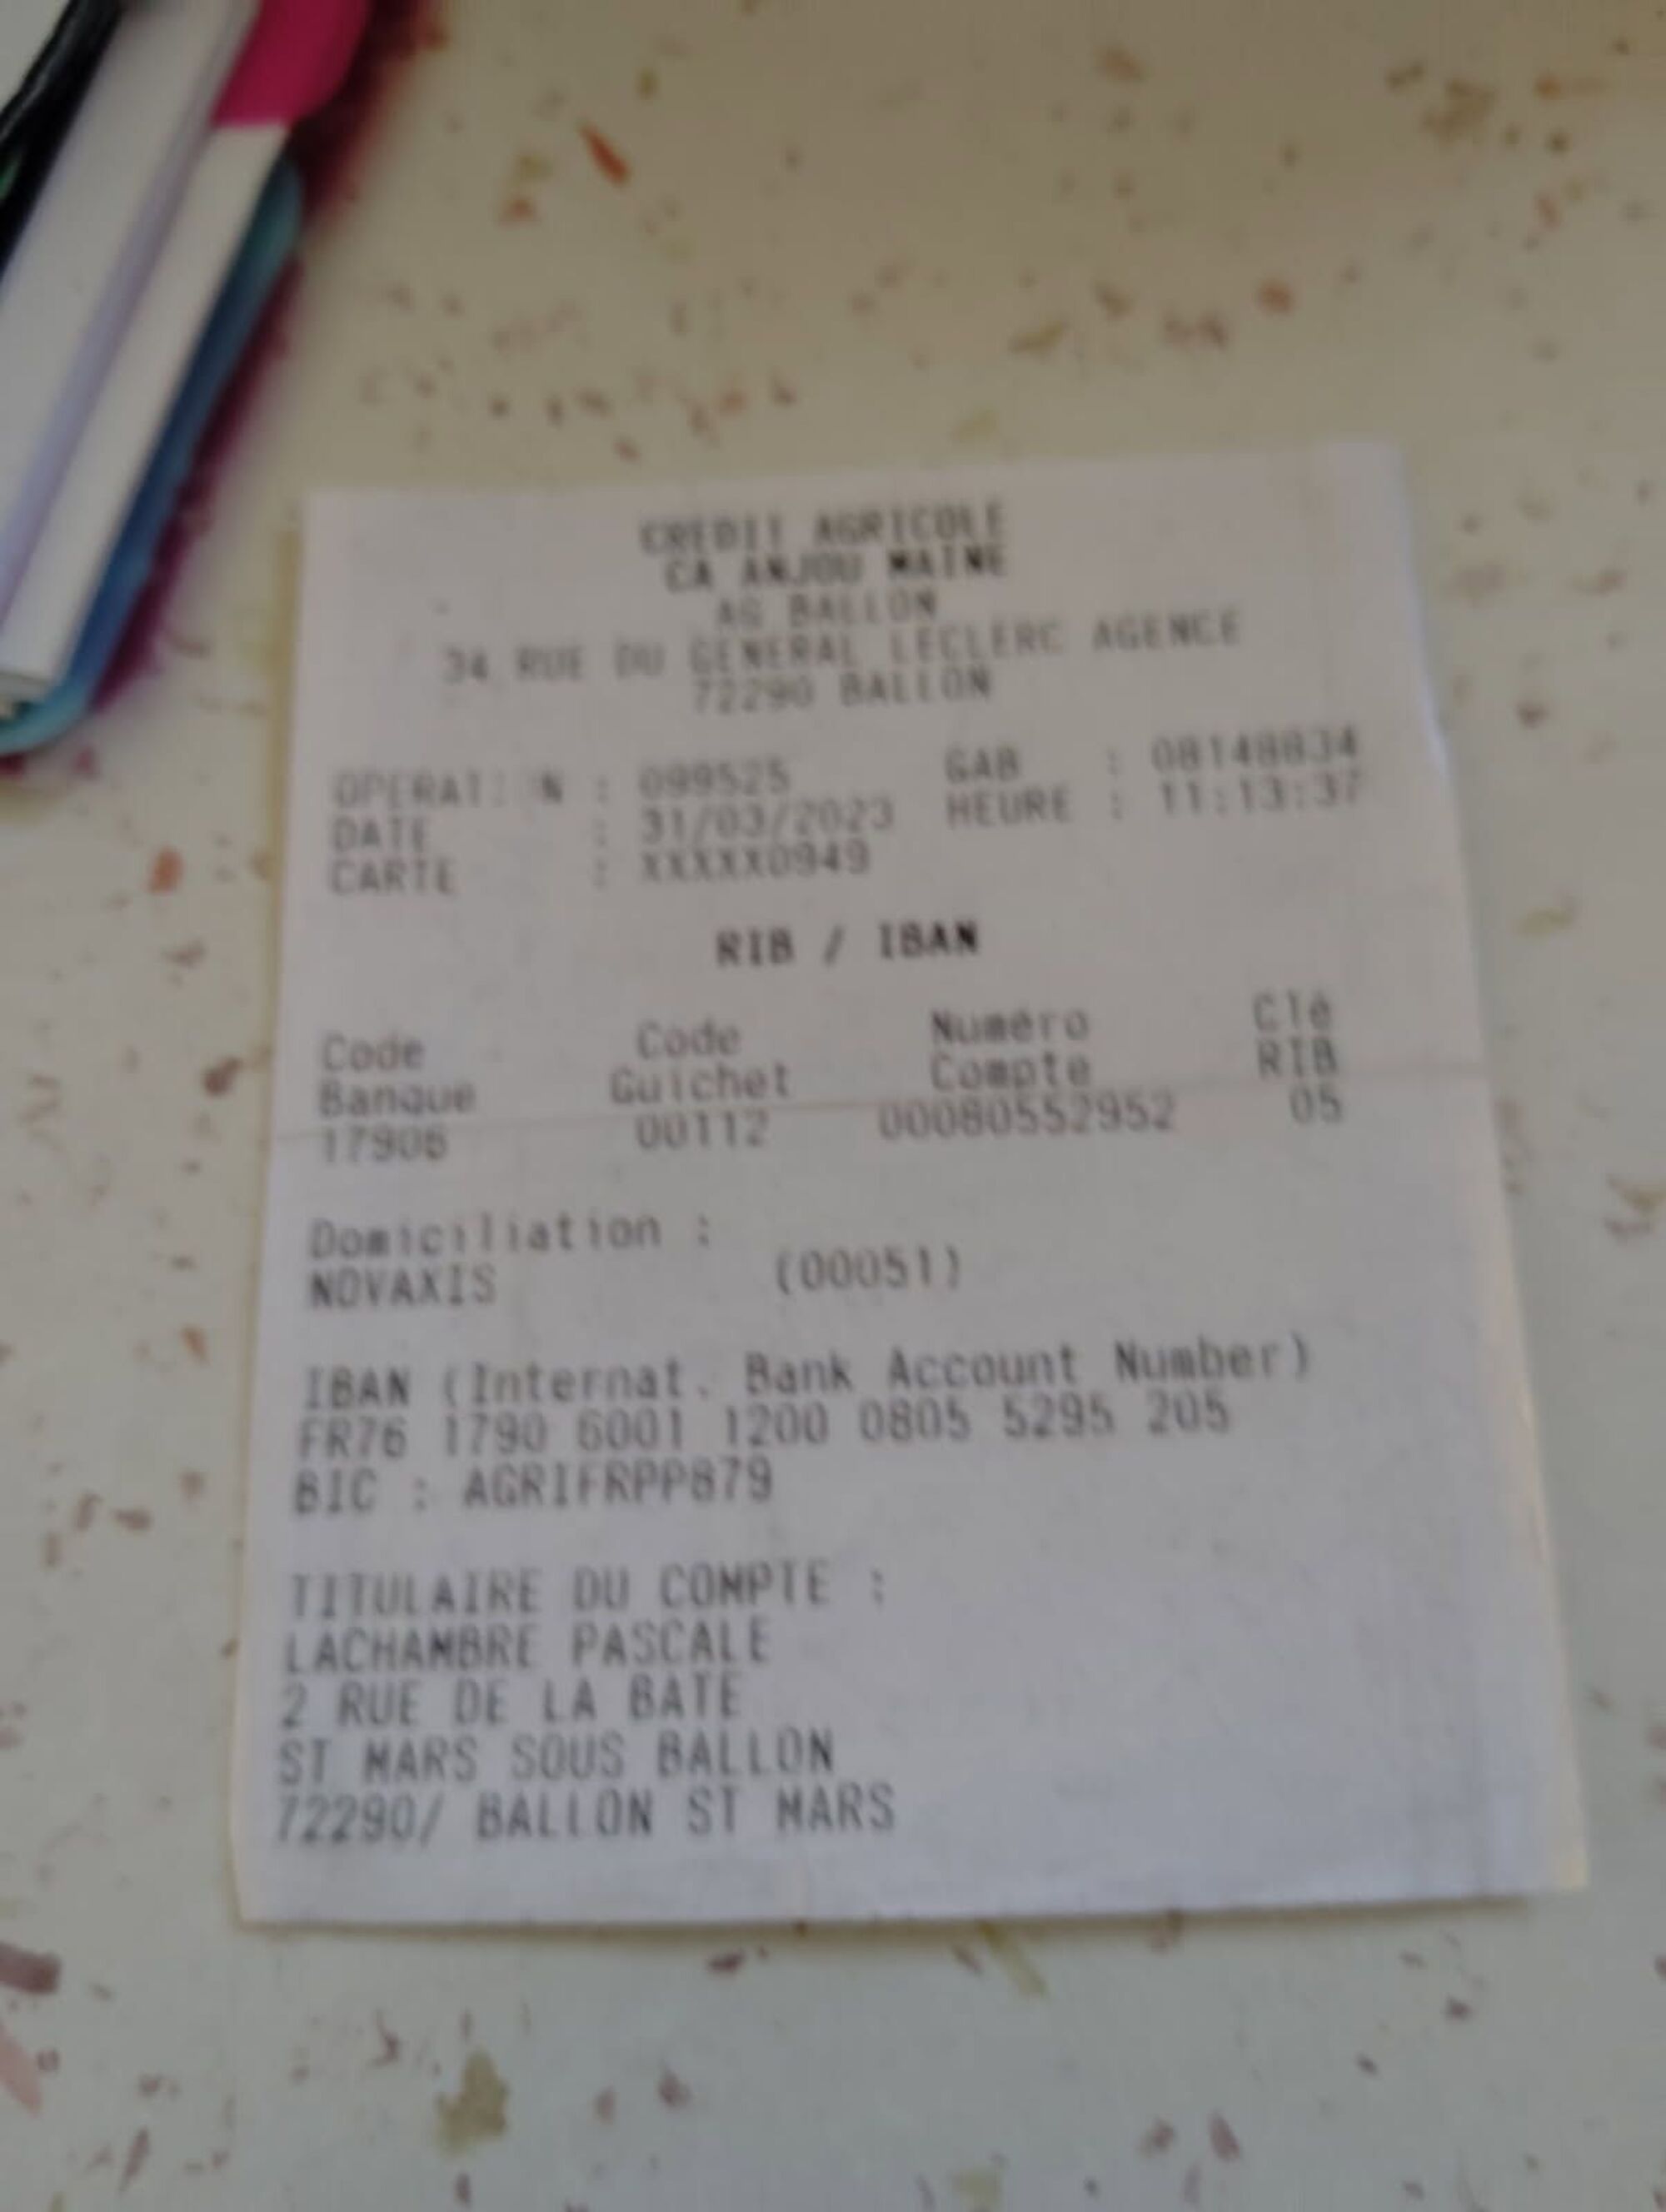 CREDIT AGRICOLE
CA ANJOU MAINE
AG BALLON
34 RUE DU GENERAL LECLERC AGENCE
72290 BALLON
OPERATION : 099525 GAB : 08148834
DATE : 31/03/2023 HEURE : 11:13:37
CARTE : XXXXX0949
RIB / IBAN
Code Code Numéro Clé
Banque Guichet Compte RIB
17906 00112 00080552952 05
Domiciliation :
NOVAXIS (00051)
IBAN (Internat. Bank Account Number)
FR76 1790 6001 1200 0805 5295 205
BIC : AGRIFRPP879
TITULAIRE DU COMPTE :
LACHAMBRE PASCALE
2 RUE DE LA BATE
ST MARS SOUS BALLON
72290/ BALLON ST MARS